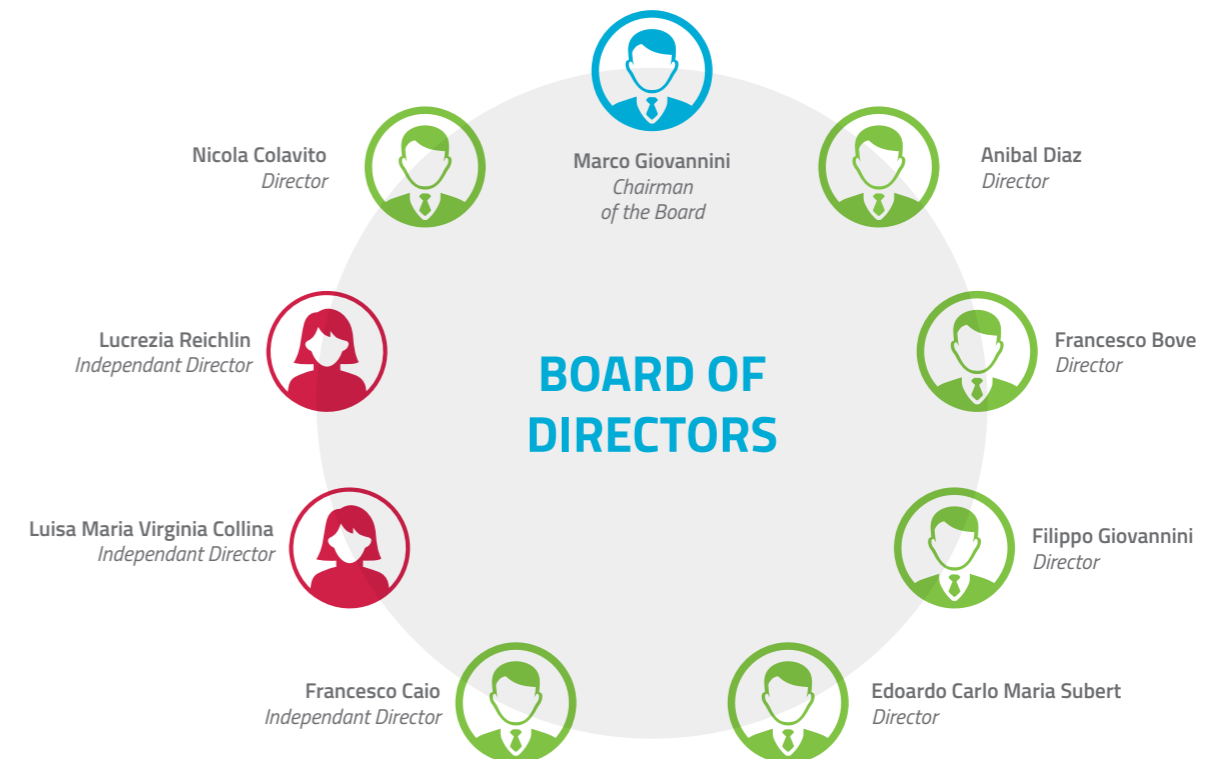 Marco Giovannini
Chairman
of the Board
Nicola Colavito
Director
Anibal Diaz
Director
Lucrezia Reichlin
Independant Director
Francesco Bove
Director
BOARD OF
DIRECTORS
Luisa Maria Virginia Collina
Independant Director
Filippo Giovannini
Director
Francesco Caio
Independant Director
Edoardo Carlo Maria Subert
Director